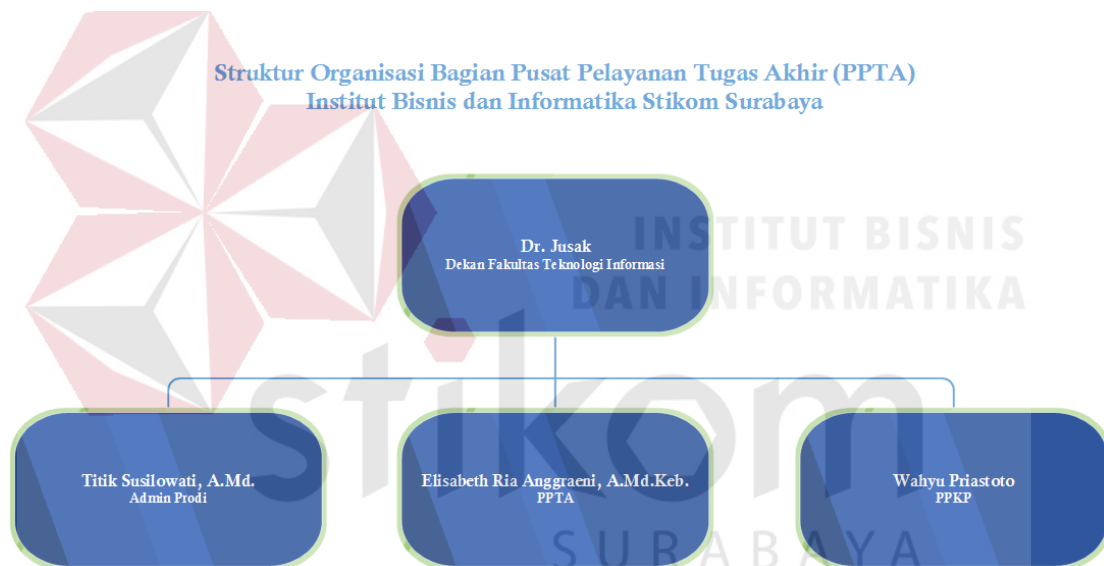 Struktur Organisasi Bagian Pusat Pelayanan Tugas Akhir (PPTA)
Institut Bisnis dan Informatika Stikom Surabaya
Dr. Jusak
Dekan Fakultas Teknologi Informasi
INSTITUT BISNIS
DAN INFORMATIKA
stikom
Titik Susilowati, A.Md.
Admin Prodi
Elisabeth Ria Anggraeni, A.Md.Keb.
PPTA
Wahyu Priastoto
PPKP
SURABAYA